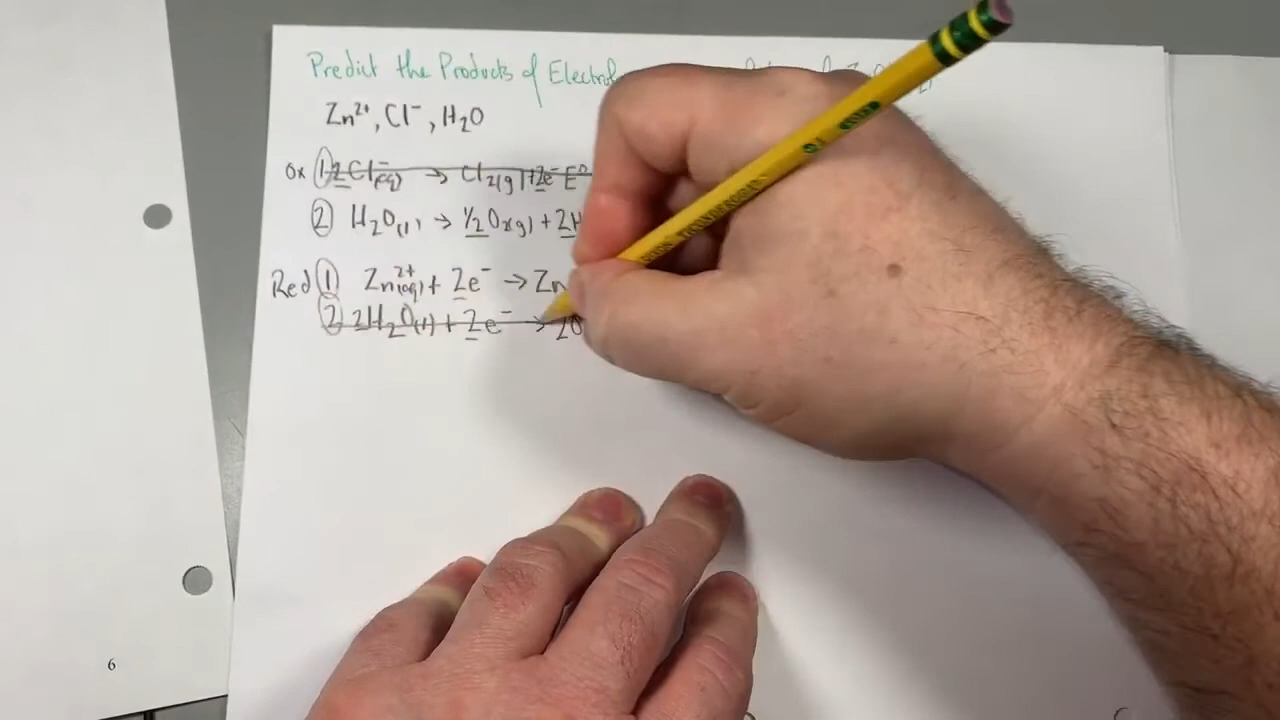 Predict the Products of
Zn²⁺, Cl⁻, H₂O
Ox ① 2Cl⁻(aq) → Cl₂(g) + 2e⁻ E°
② H₂O(l) → ½O₂(g) + 2H
Red ① Zn²⁺(aq) + 2e⁻ → Zn
② 2H₂O(l) + 2e⁻ → 2O
6